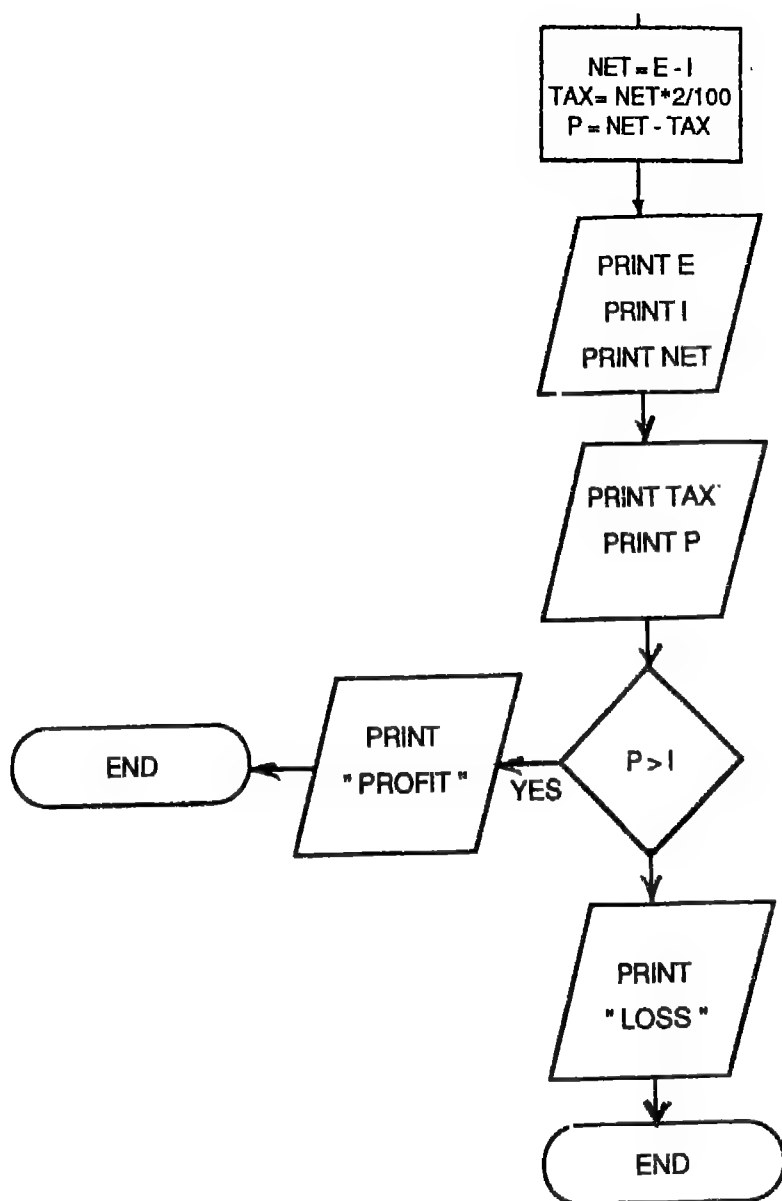 NET = E - I
TAX = NET*2/100
P = NET - TAX
PRINT E
PRINT I
PRINT NET
PRINT TAX
PRINT P
P > I
YES
PRINT
" PROFIT "
END
PRINT
" LOSS "
END